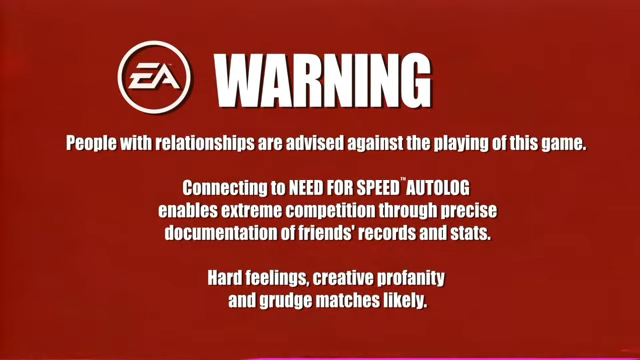 EA WARNING
People with relationships are advised against the playing of this game.
Connecting to NEED FOR SPEED™ AUTOLOG
enables extreme competition through precise
documentation of friends' records and stats.
Hard feelings, creative profanity
and grudge matches likely.